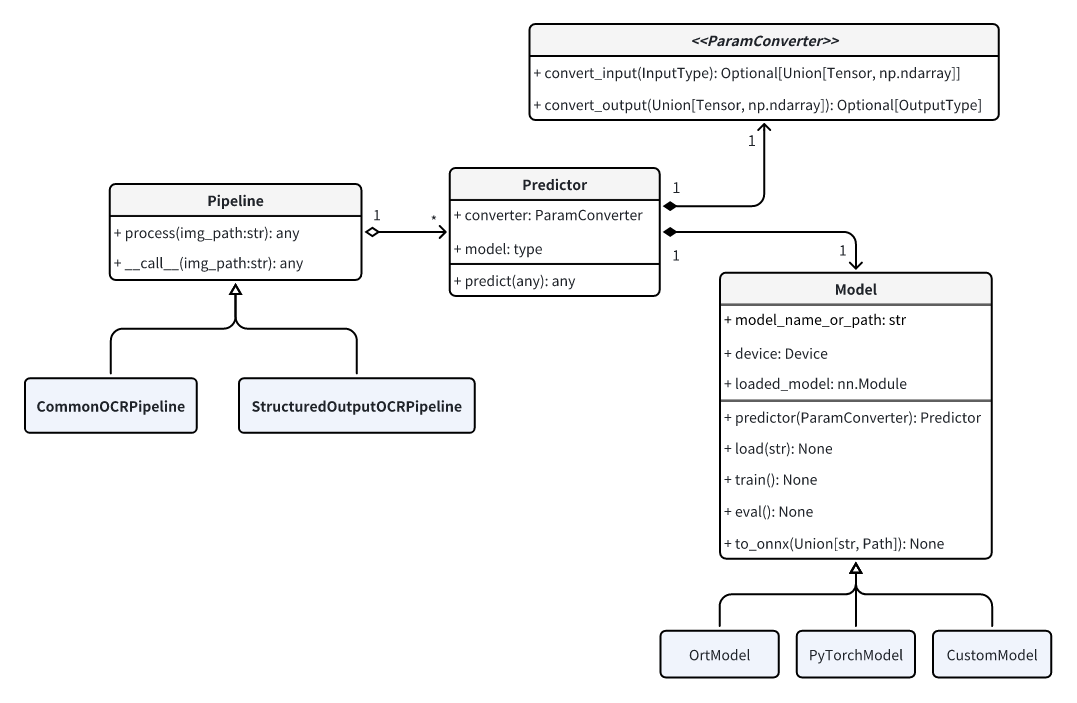 <<ParamConverter>>
+ convert_input(InputType): Optional[Union[Tensor, np.ndarray]]
+ convert_output(Union[Tensor, np.ndarray]): Optional[OutputType]
1
Pipeline
+ process(img_path:str): any
+ __call__(img_path:str): any
1
*
Predictor
+ converter: ParamConverter
+ model: type
+ predict(any): any
1
1
1
Model
+ model_name_or_path: str
+ device: Device
+ loaded_model: nn.Module
+ predictor(ParamConverter): Predictor
+ load(str): None
+ train(): None
+ eval(): None
+ to_onnx(Union[str, Path]): None
CommonOCRPipeline
StructuredOutputOCRPipeline
OrtModel
PyTorchModel
CustomModel